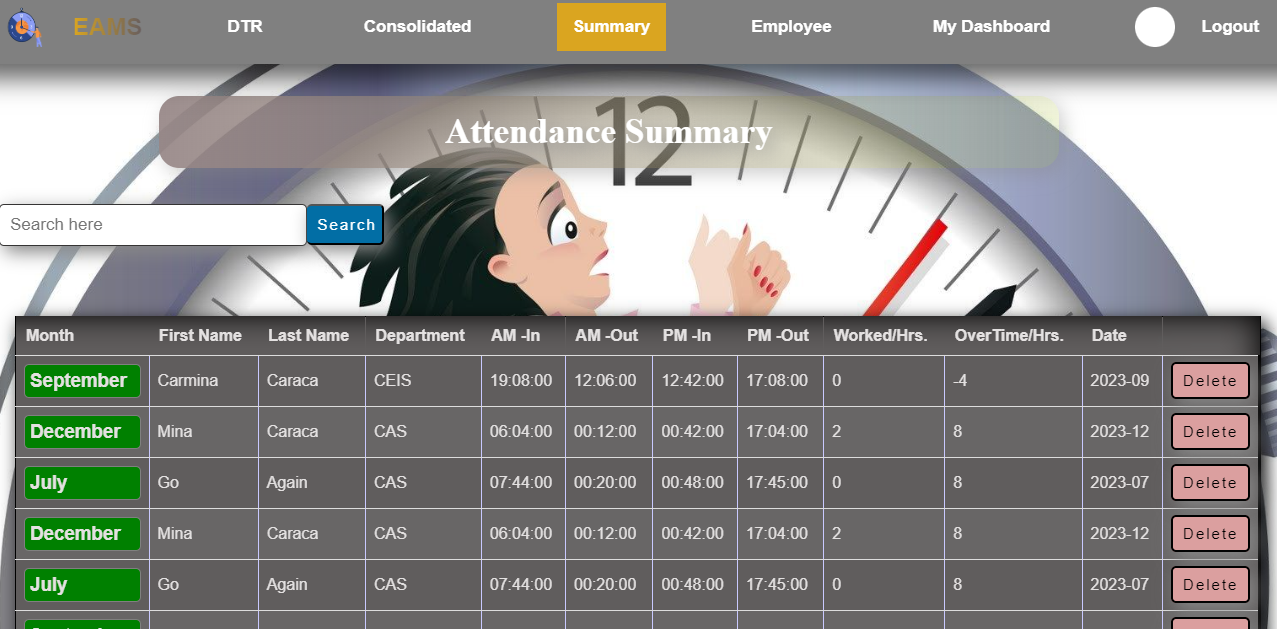 EAMS DTR Consolidated Summary Employee My Dashboard Logout
12
Attendance Summary
Search here Search
Month First Name Last Name Department AM -In AM -Out PM -In PM -Out Worked/Hrs. OverTime/Hrs. Date
September Carmina Caraca CEIS 19:08:00 12:06:00 12:42:00 17:08:00 0 -4 2023-09 Delete
December Mina Caraca CAS 06:04:00 00:12:00 00:42:00 17:04:00 2 8 2023-12 Delete
July Go Again CAS 07:44:00 00:20:00 00:48:00 17:45:00 0 8 2023-07 Delete
December Mina Caraca CAS 06:04:00 00:12:00 00:42:00 17:04:00 2 8 2023-12 Delete
July Go Again CAS 07:44:00 00:20:00 00:48:00 17:45:00 0 8 2023-07 Delete